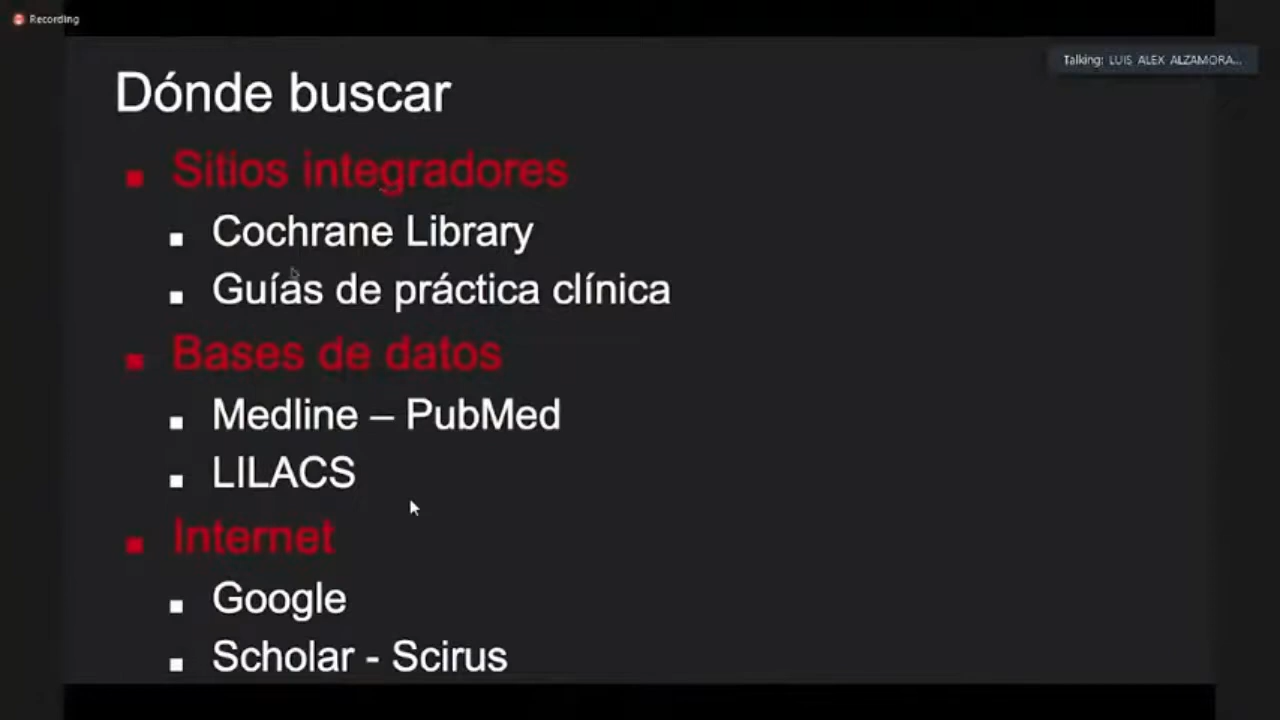 Recording
Talking: LUIS ALEX ALZAMORA...
Dónde buscar
Sitios integradores
Cochrane Library
Guías de práctica clínica
Bases de datos
Medline – PubMed
LILACS
Internet
Google
Scholar - Scirus